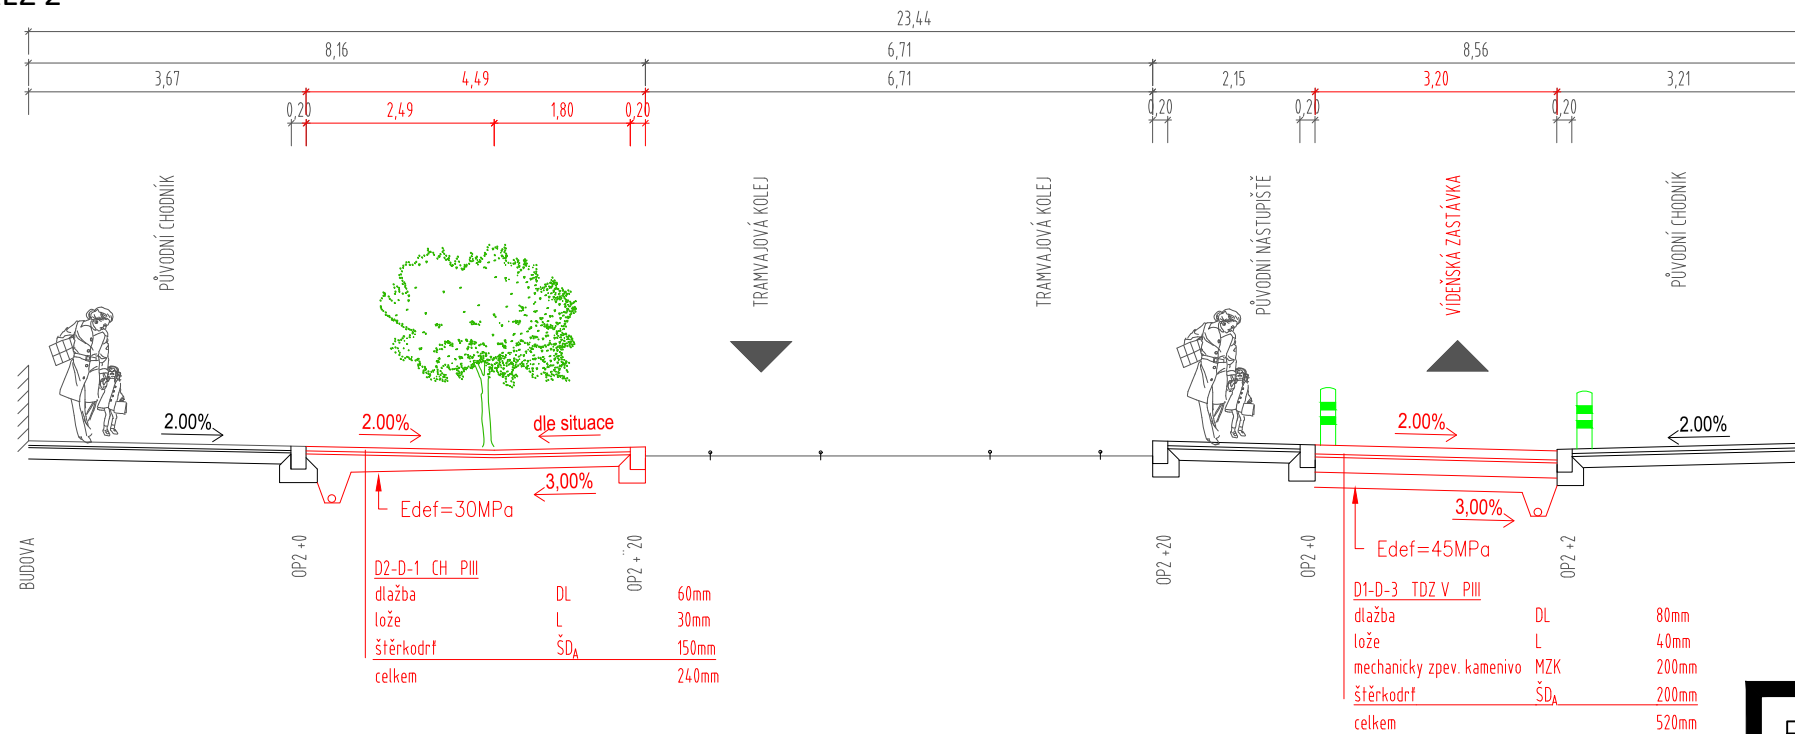 23,44
8,16 6,71 8,56
3,67 4,49 6,71 2,15 3,20 3,21
0,20 2,49 1,80 0,20 0,20 0,20 0,20
PŮVODNÍ CHODNÍK
TRAMVAJOVÁ KOLEJ
TRAMVAJOVÁ KOLEJ
PŮVODNÍ NÁSTUPIŠTĚ
VÍDEŇSKÁ ZASTÁVKA
PŮVODNÍ CHODNÍK
2.00% 2.00% dle situace 2.00% 2.00%
3,00% 3,00%
Edef=30MPa
Edef=45MPa
BUDOVA
OP2 +0
OP2 +¨20
OP2 +20
OP2 +0
OP2 +2
D2-D-1 CH PIII
dlažba DL 60mm
lože L 30mm
štěrkodrť ŠDA 150mm
celkem 240mm
D1-D-3 TDZ V PIII
dlažba DL 80mm
lože L 40mm
mechanicky zpev. kamenivo MZK 200mm
štěrkodrť ŠDA 200mm
celkem 520mm